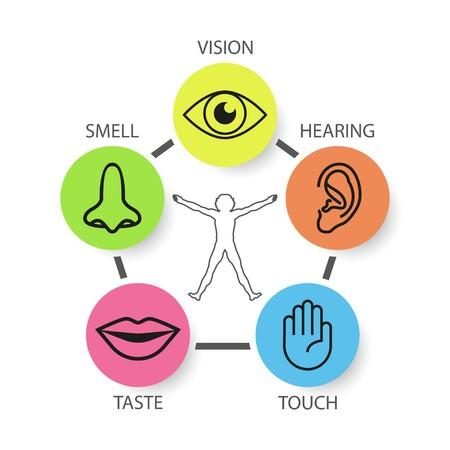 VISION
SMELL
HEARING
TASTE
TOUCH